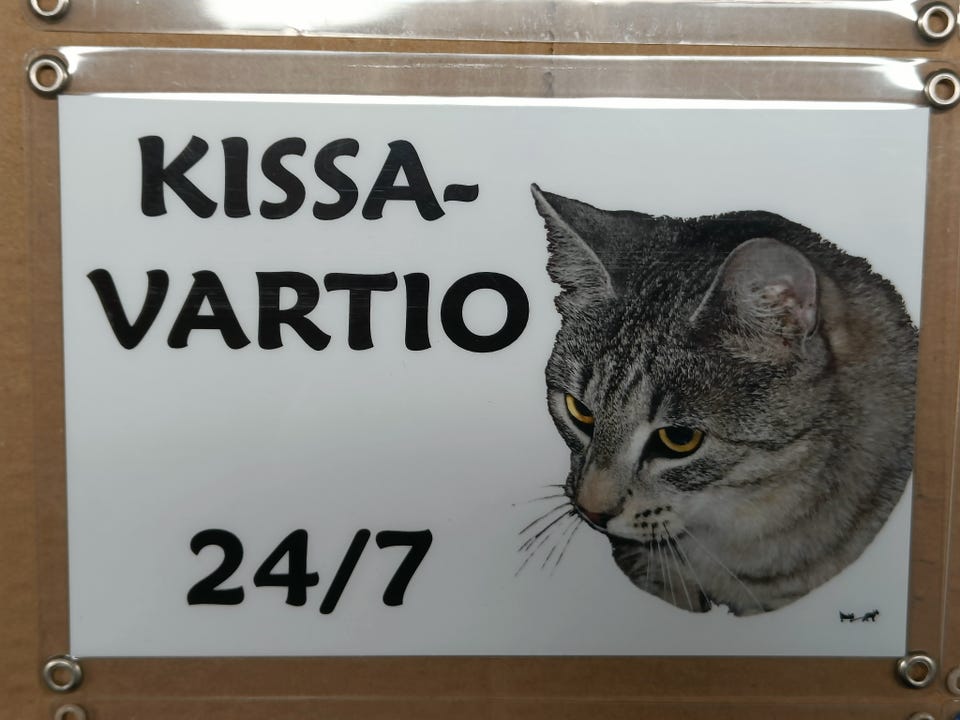 KISSA-
VARTIO
24/7